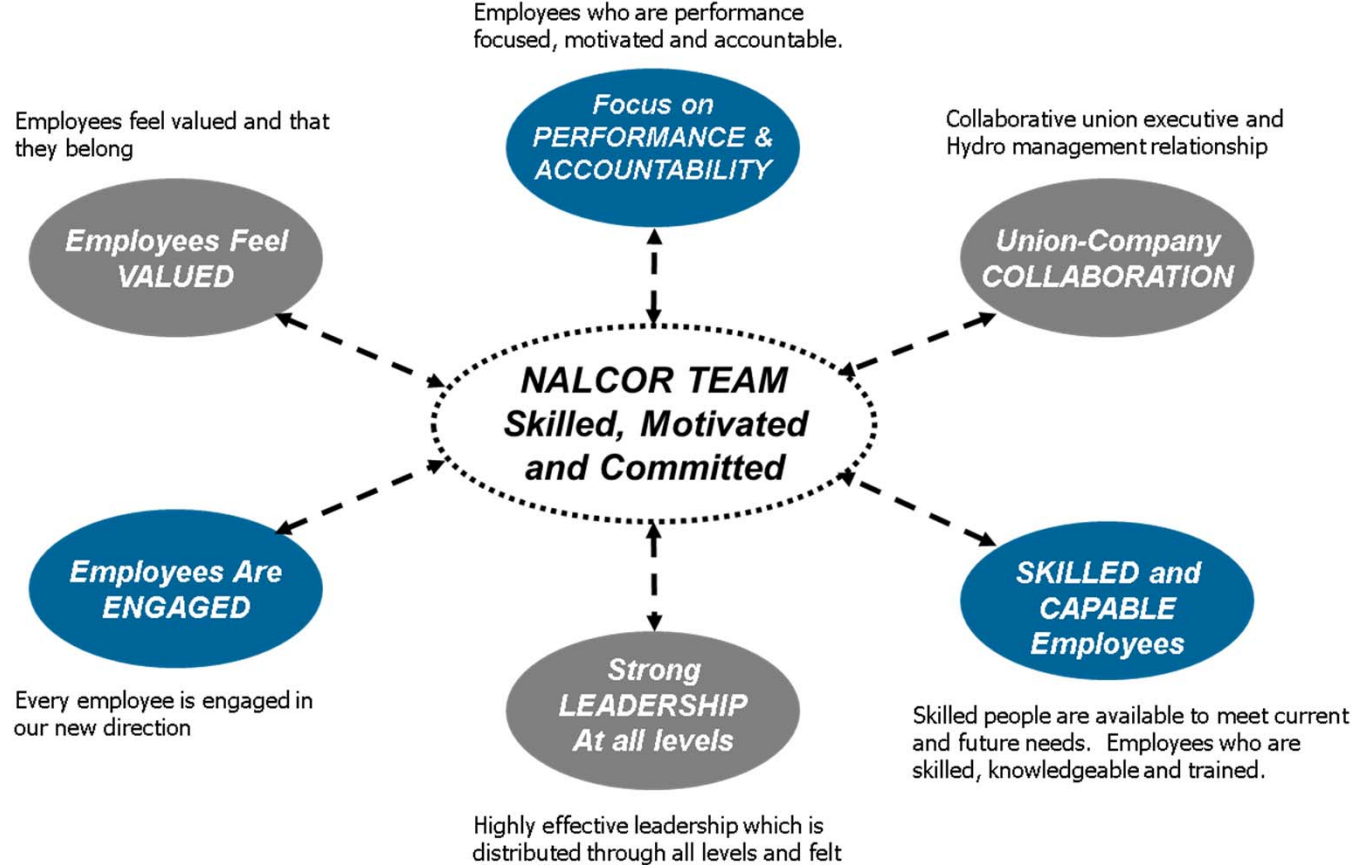 Employees who are performance
focused, motivated and accountable.
Focus on
PERFORMANCE &
ACCOUNTABILITY
Employees feel valued and that
they belong
Employees Feel
VALUED
Collaborative union executive and
Hydro management relationship
Union-Company
COLLABORATION
NALCOR TEAM
Skilled, Motivated
and Committed
Employees Are
ENGAGED
Every employee is engaged in
our new direction
Strong
LEADERSHIP
At all levels
Highly effective leadership which is
distributed through all levels and felt
SKILLED and
CAPABLE
Employees
Skilled people are available to meet current
and future needs. Employees who are
skilled, knowledgeable and trained.